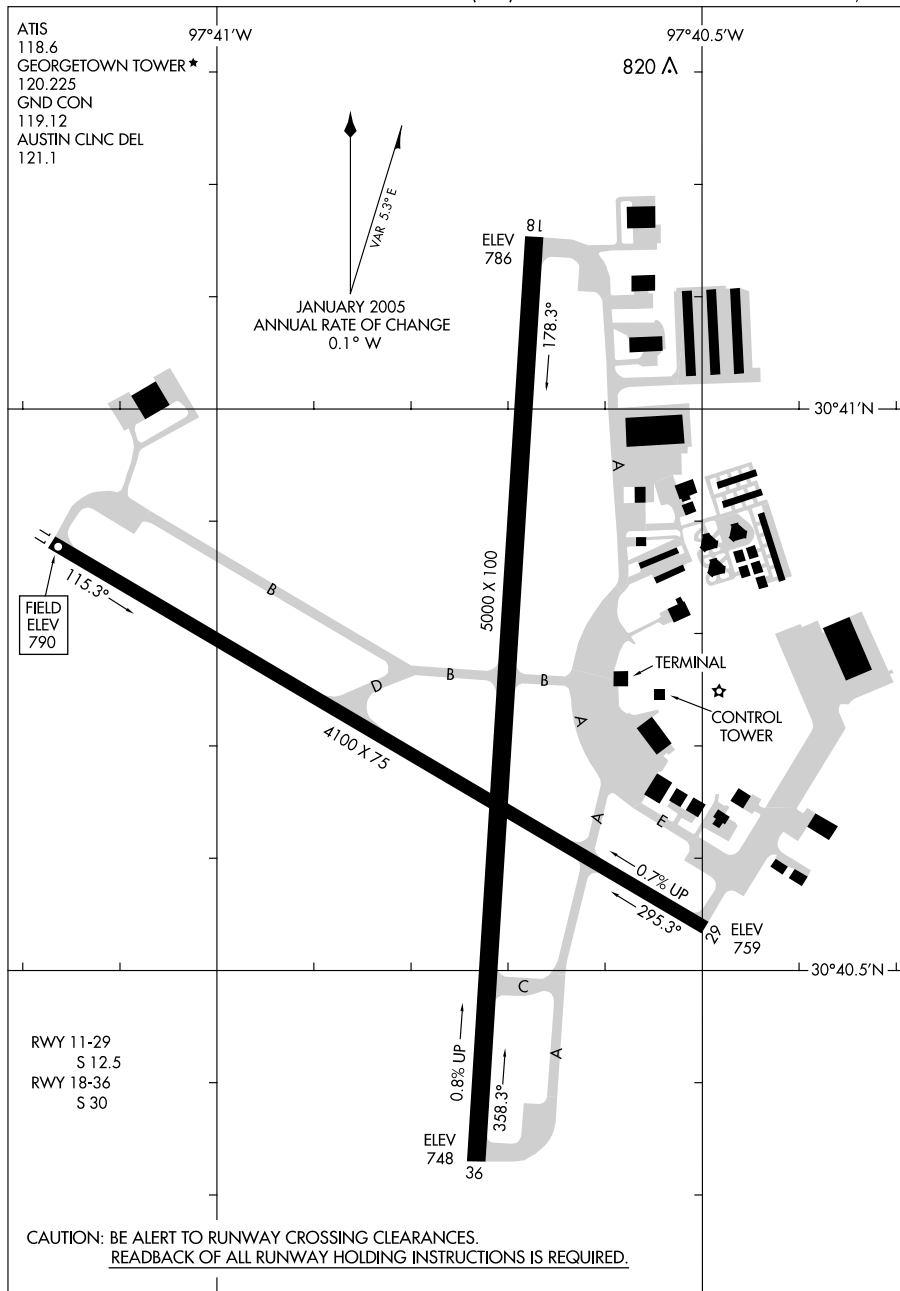 ATIS
118.6
GEORGETOWN TOWER
120.225
GND CON
119.12
AUSTIN CLNC DEL
121.1
97°41'W
97°40.5'W
820
VAR 5.3° E
JANUARY 2005
ANNUAL RATE OF CHANGE
0.1° W
ELEV
786
18
178.3°
30°41'N
A
11
115.3°
FIELD
ELEV
790
B
5000 X 100
D
B
B
TERMINAL
CONTROL
TOWER
A
4100 X 75
A
E
0.7% UP
295.3°
29
ELEV
759
30°40.5'N
C
A
0.8% UP
358.3°
RWY 11-29
S 12.5
RWY 18-36
S 30
ELEV
748
36
CAUTION: BE ALERT TO RUNWAY CROSSING CLEARANCES.
READBACK OF ALL RUNWAY HOLDING INSTRUCTIONS IS REQUIRED.